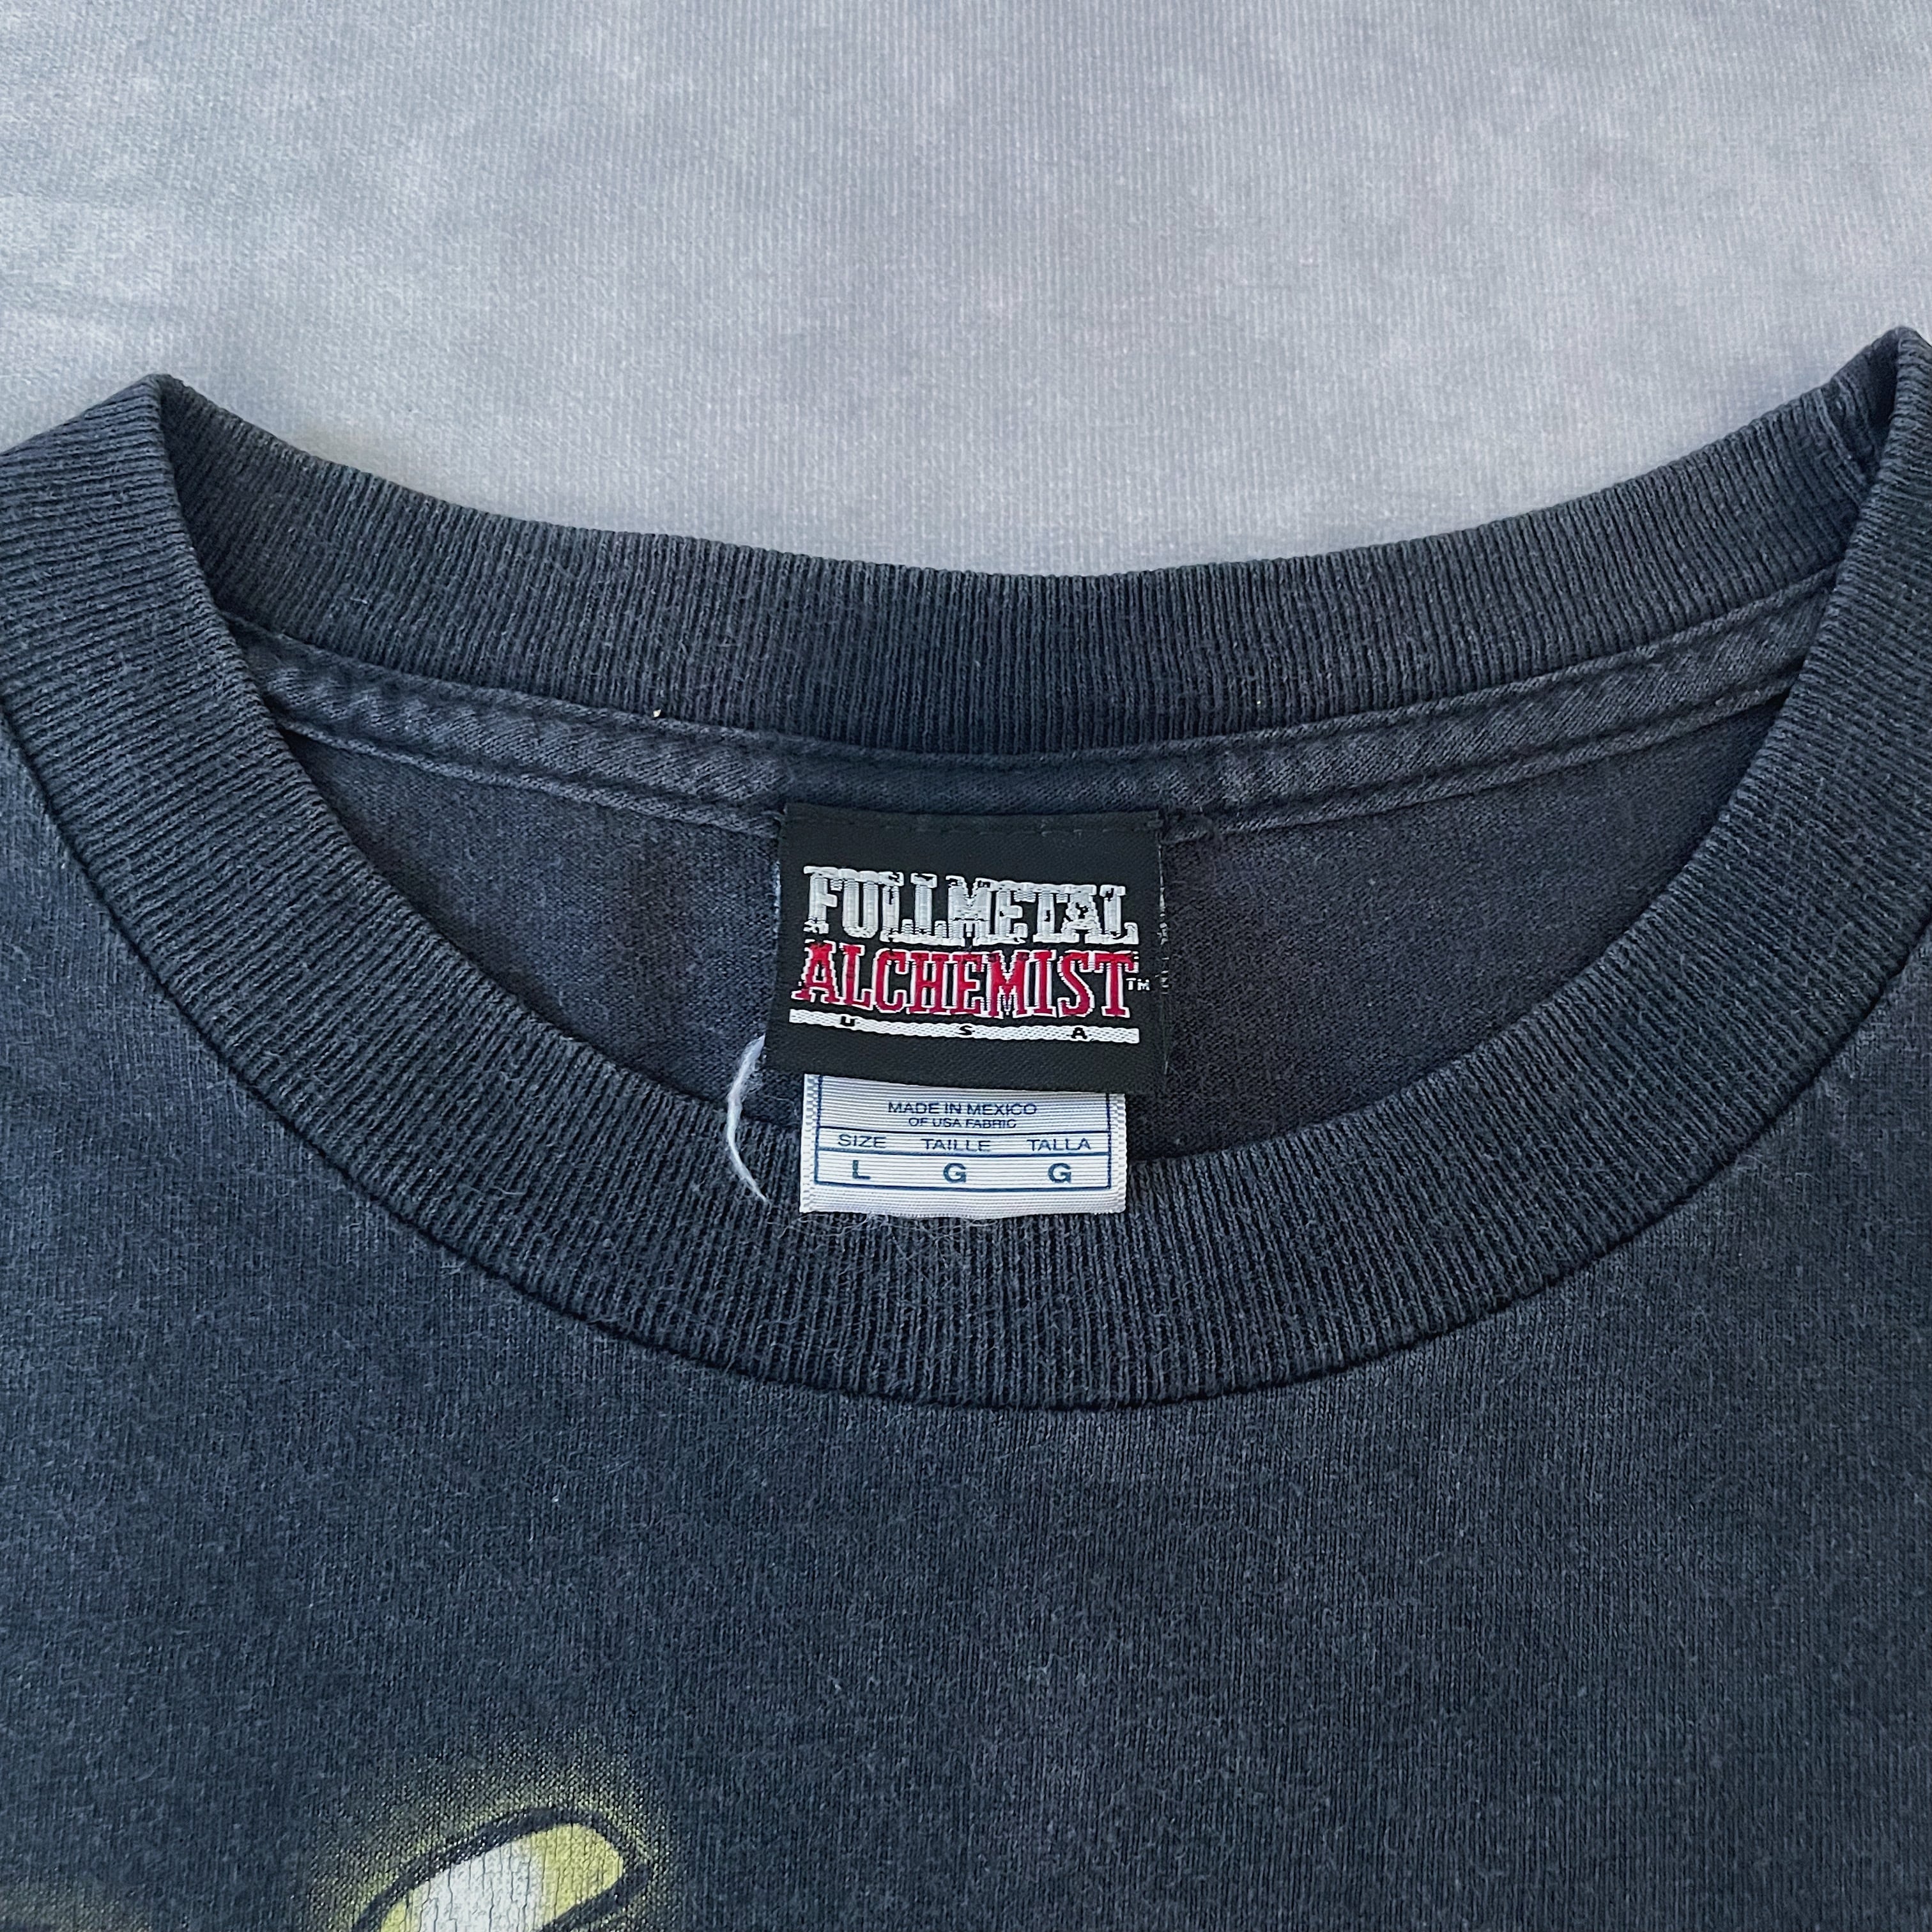 FULLMETAL
ALCHEMIST™
USA
MADE IN MEXICO
OF USA FABRIC
SIZE TAILLE TALLA
L G G